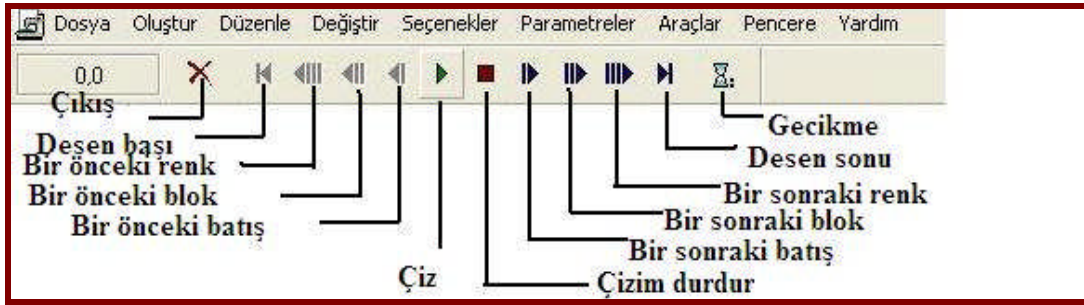 Dosya Oluştur Düzenle Değiştir Seçenekler Parametreler Araçlar Pencere Yardım
0,0
Çıkış
Desen başı
Bir önceki renk
Bir önceki blok
Bir önceki batış
Çiz
Gecikme
Desen sonu
Bir sonraki renk
Bir sonraki blok
Bir sonraki batış
Çizim durdur